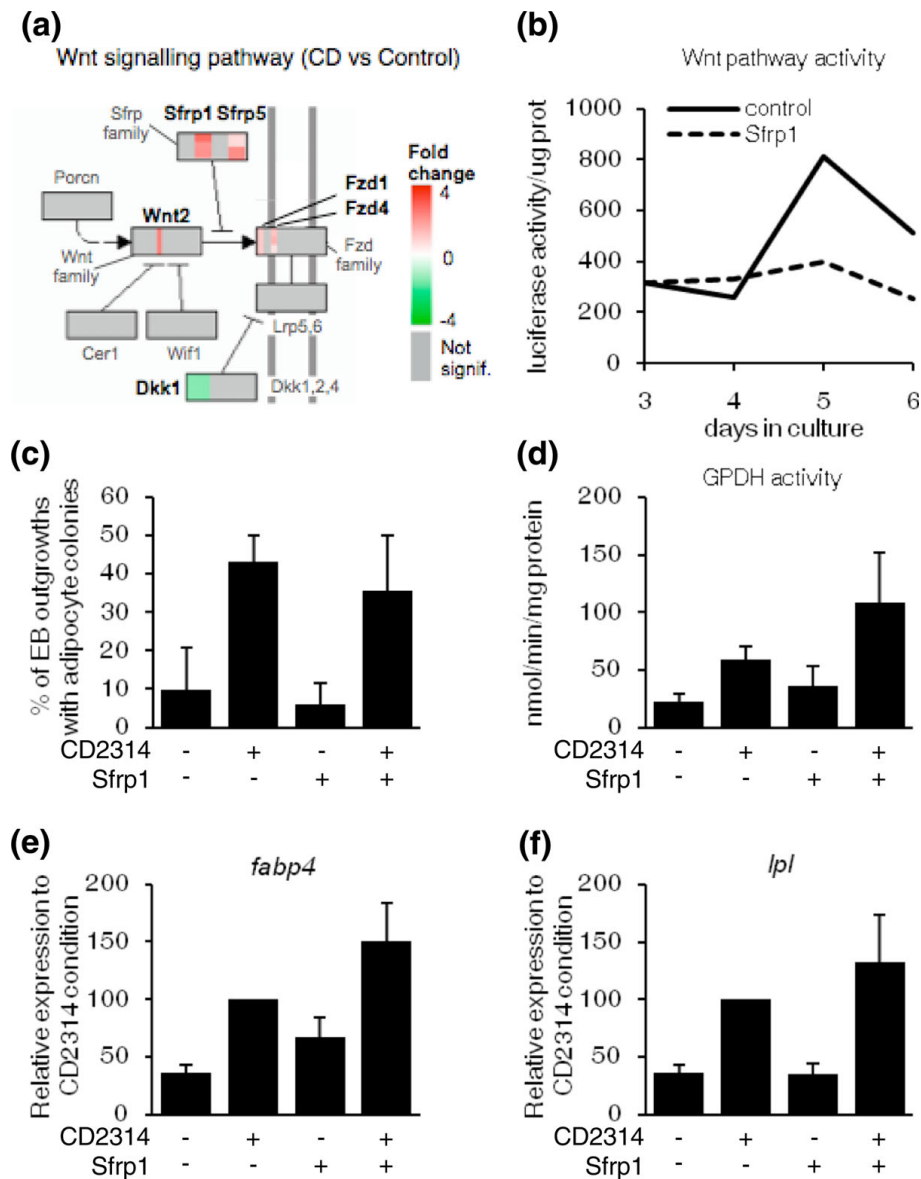 (a)
Wnt signalling pathway (CD vs Control)
Sfrp family
Sfrp1 Sfrp5
Porcn
Wnt2
Wnt family
Fzd1
Fzd4
Fzd family
Cer1
Wif1
Lrp5,6
Dkk1
Dkk1,2,4
Fold change
4
0
-4
Not signif.
(b)
Wnt pathway activity
control
Sfrp1
luciferase activity/ug prot
1000
800
600
400
200
0
3 4 5 6
days in culture
(c)
% of EB outgrowths
with adipocyte colonies
60
50
40
30
20
10
0
CD2314 - + - +
Sfrp1 - - + +
(d)
GPDH activity
nmol/min/mg protein
200
150
100
50
0
CD2314 - + - +
Sfrp1 - - + +
(e)
fabp4
Relative expression to
CD2314 condition
200
150
100
50
0
CD2314 - + - +
Sfrp1 - - + +
(f)
lpl
Relative expression to
CD2314 condition
200
150
100
50
0
CD2314 - + - +
Sfrp1 - - + +